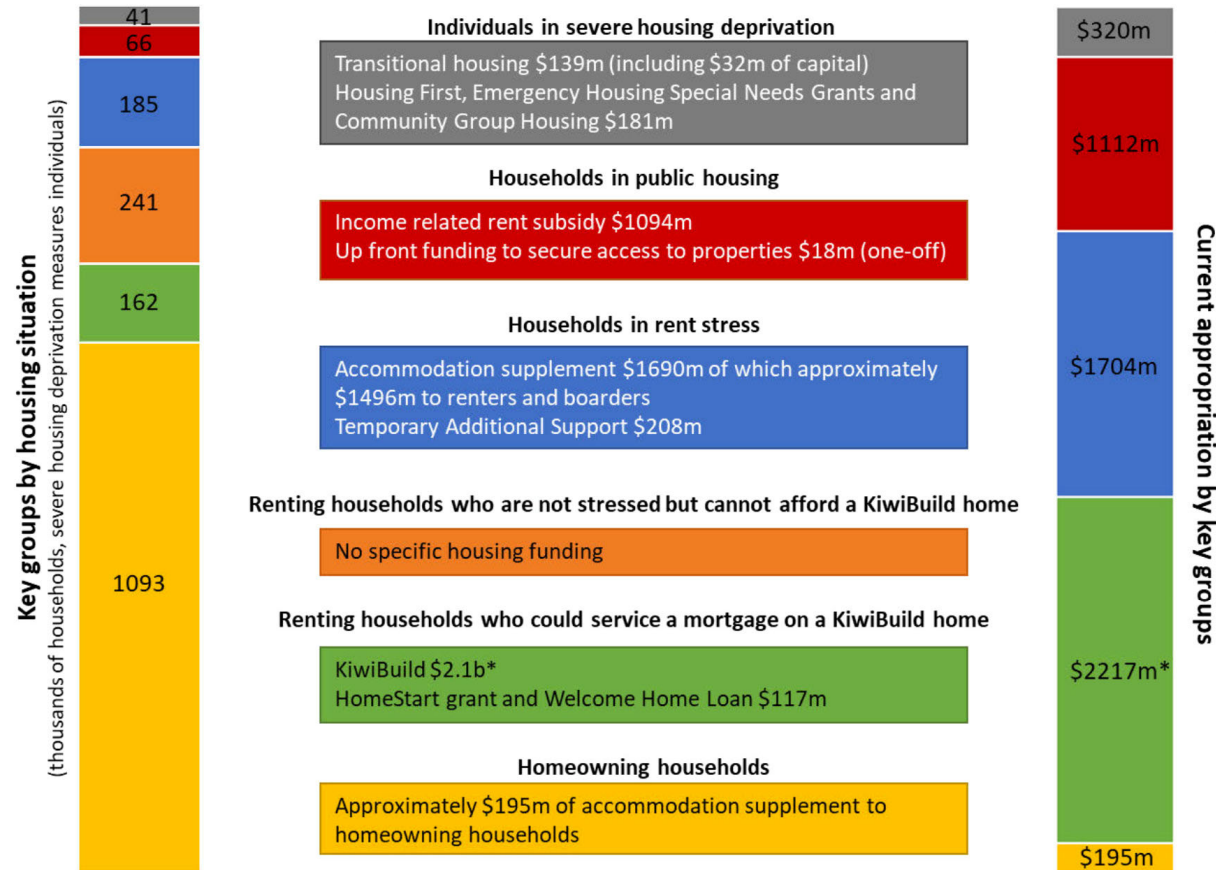 Key groups by housing situation
(thousands of households, severe housing deprivation measures individuals)
41
66
185
241
162
1093
Individuals in severe housing deprivation
Transitional housing $139m (including $32m of capital)
Housing First, Emergency Housing Special Needs Grants and
Community Group Housing $181m
Households in public housing
Income related rent subsidy $1094m
Up front funding to secure access to properties $18m (one-off)
Households in rent stress
Accommodation supplement $1690m of which approximately
$1496m to renters and boarders
Temporary Additional Support $208m
Renting households who are not stressed but cannot afford a KiwiBuild home
No specific housing funding
Renting households who could service a mortgage on a KiwiBuild home
KiwiBuild $2.1b*
HomeStart grant and Welcome Home Loan $117m
Homeowning households
Approximately $195m of accommodation supplement to
homeowning households
$320m
$1112m
$1704m
$2217m*
$195m
Current appropriation by key groups